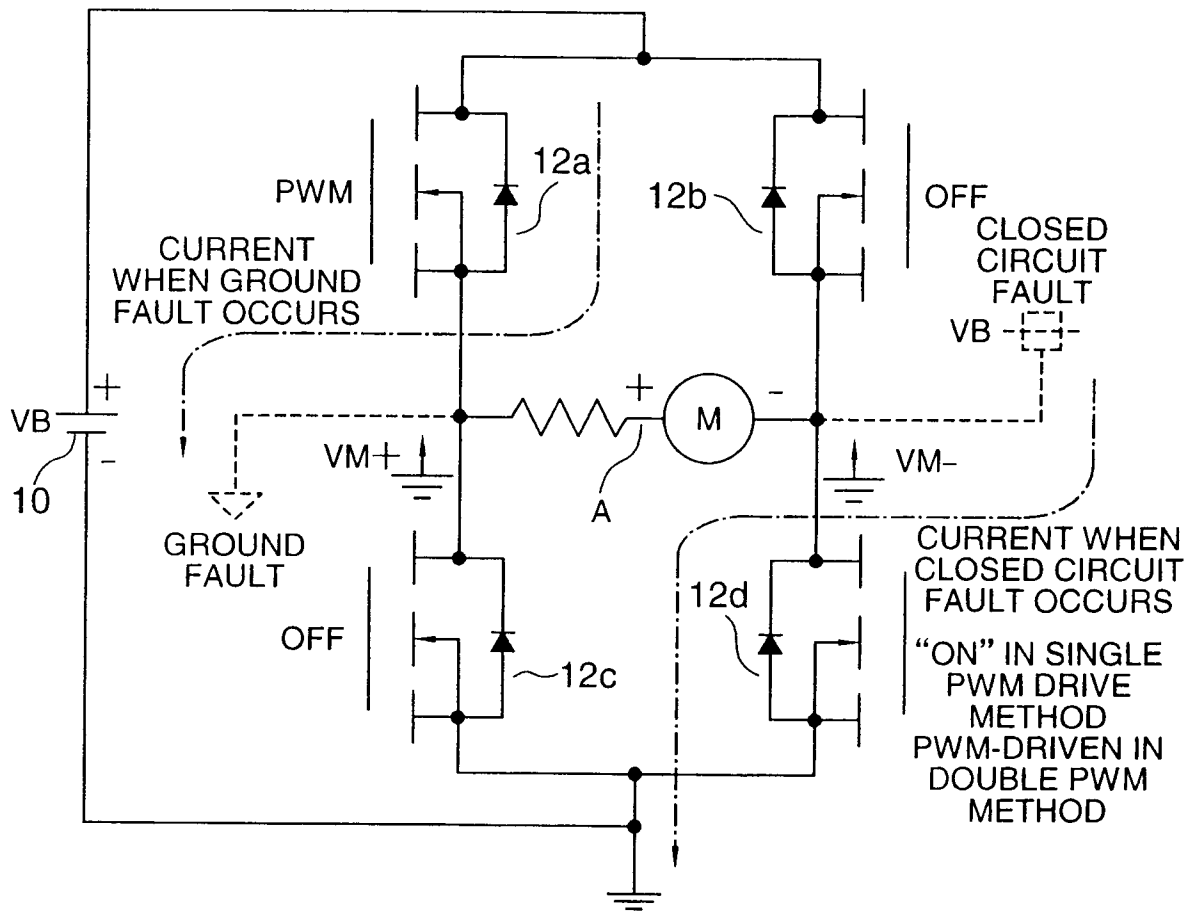 12a
PWM
12b
OFF
CURRENT
WHEN GROUND
FAULT OCCURS
CLOSED
CIRCUIT
FAULT
VB
+
VB
-
10
+
M
-
VM+
A
VM-
GROUND
FAULT
CURRENT WHEN
CLOSED CIRCUIT
FAULT OCCURS
OFF
12c
12d
“ON” IN SINGLE
PWM DRIVE
METHOD
PWM-DRIVEN IN
DOUBLE PWM
METHOD